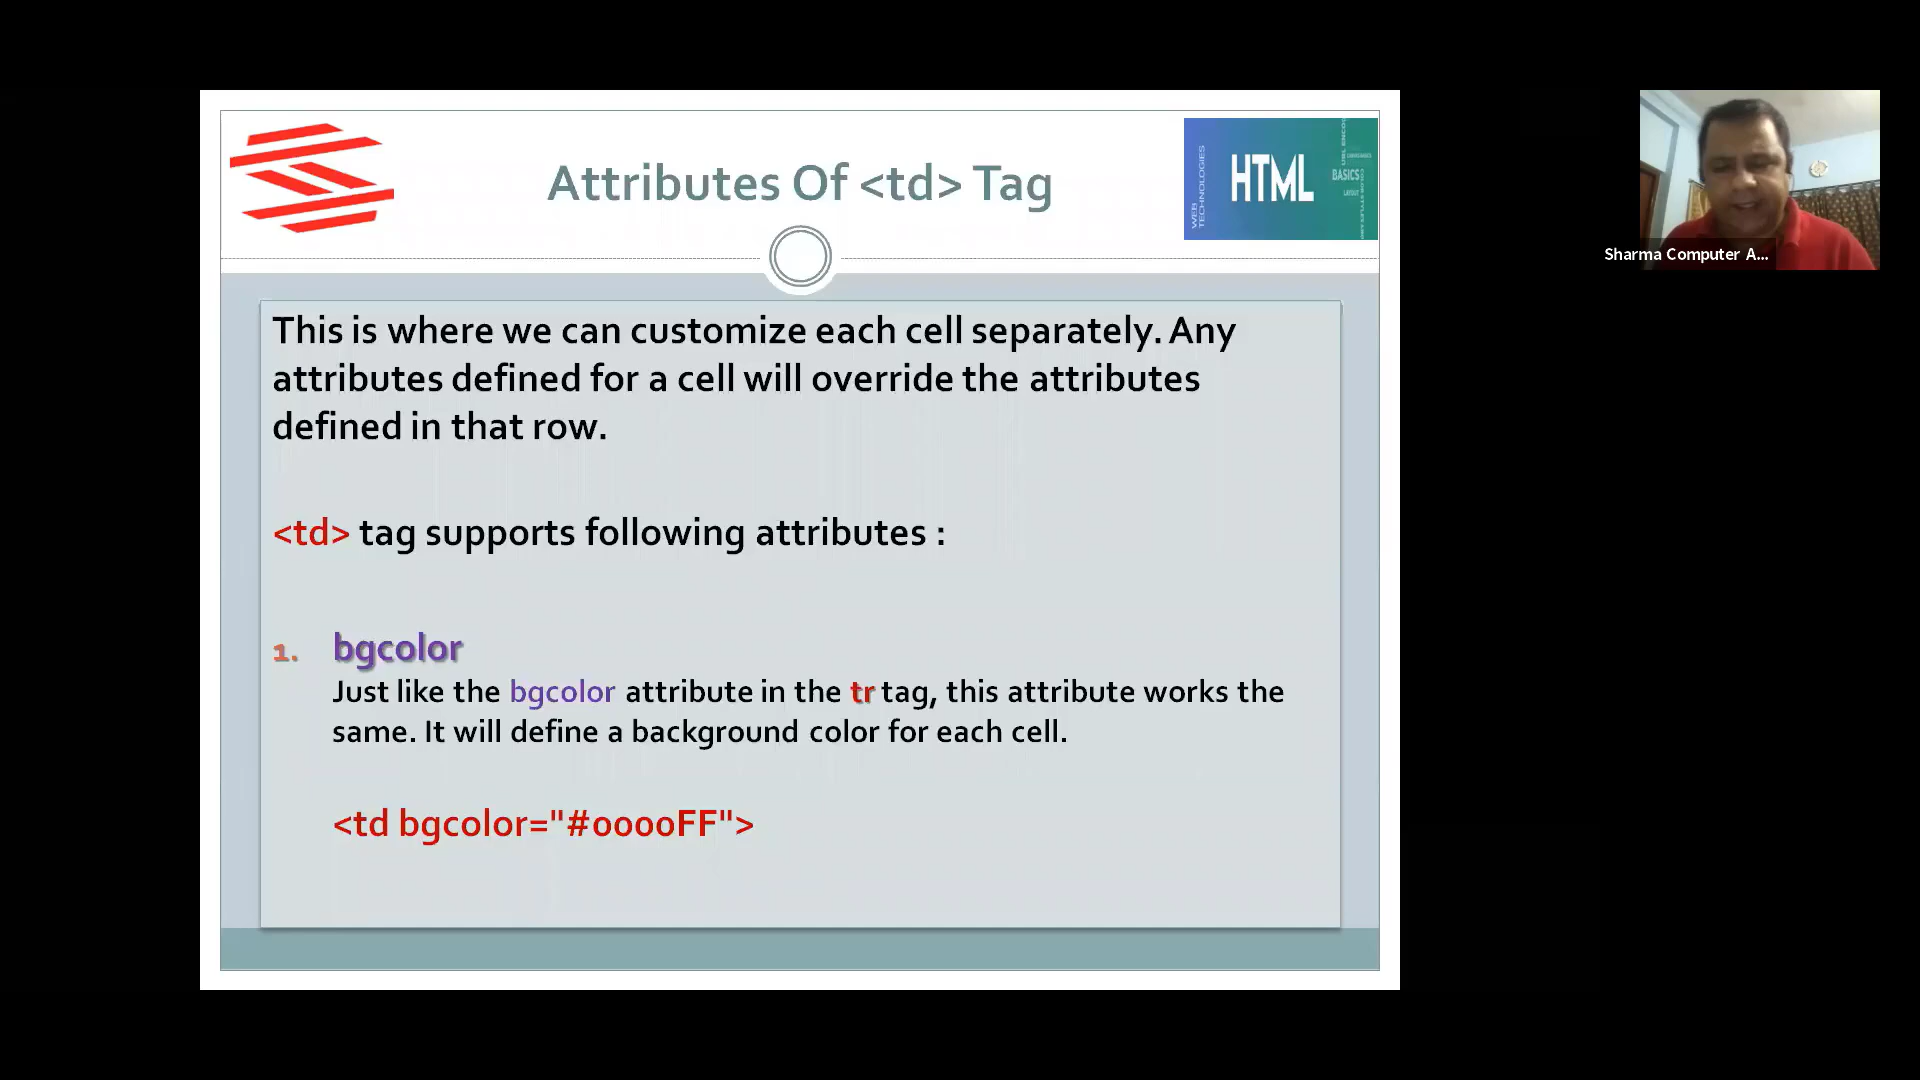 Attributes Of <td> Tag
WEB TECHNOLOGIES
HTML
BASICS
LAYOUT
Sharma Computer A...
This is where we can customize each cell separately. Any
attributes defined for a cell will override the attributes
defined in that row.
<td> tag supports following attributes :
1. bgcolor
Just like the bgcolor attribute in the tr tag, this attribute works the
same. It will define a background color for each cell.
<td bgcolor="#0000FF">